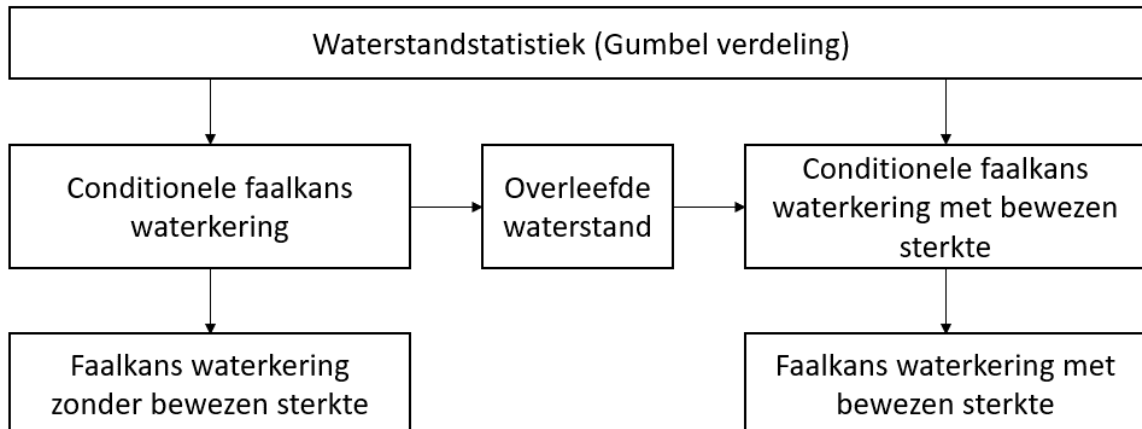 Waterstandstatistiek (Gumbel verdeling)
Conditionele faalkans
waterkering
Overleefde
waterstand
Conditionele faalkans
waterkering met bewezen
sterkte
Faalkans waterkering
zonder bewezen sterkte
Faalkans waterkering met
bewezen sterkte